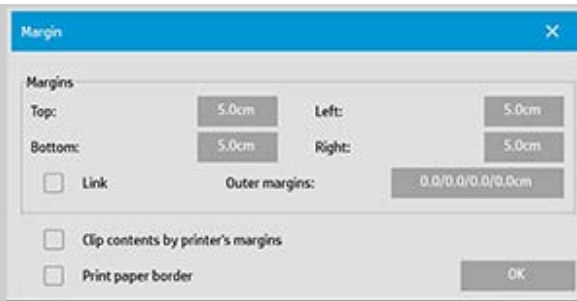 Margin
Margins
Top: 5.0cm Left: 5.0cm
Bottom: 5.0cm Right: 5.0cm
Link Outer margins: 0.0/0.0/0.0/0.0cm
Clip contents by printer's margins
Print paper border OK